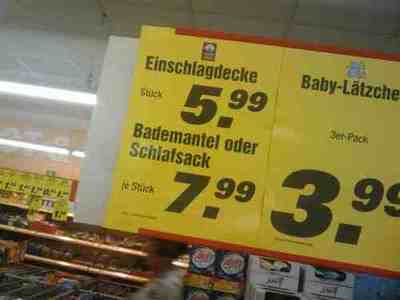 Einschlagdecke
Stück
5.99
Bademantel oder
Schlafsack
je Stück
7.99
Baby-Lätzche
3er-Pack
3.99